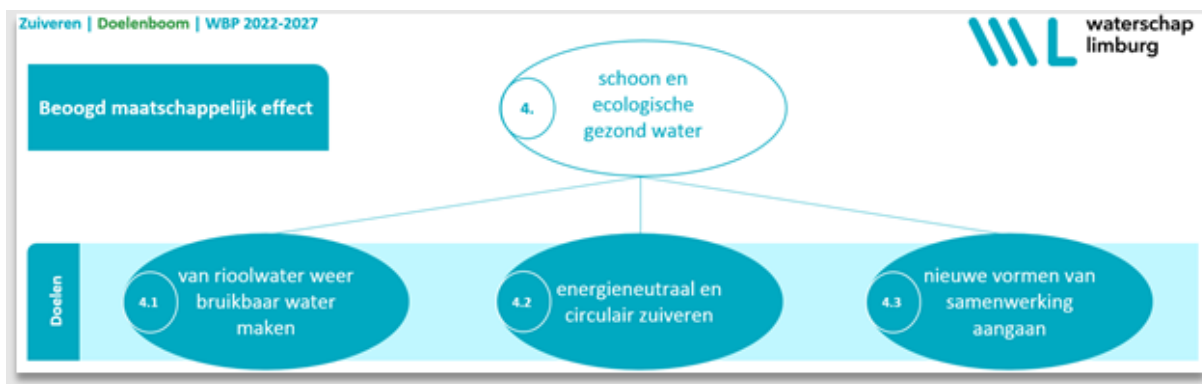 Zuiveren | Doelenboom | WBP 2022-2027
waterschap
limburg
Beoogd maatschappelijk effect
4.
schoon en
ecologische
gezond water
Doelen
4.1
van rioolwater weer
bruikbaar water
maken
4.2
energieneutraal en
circulair zuiveren
4.3
nieuwe vormen van
samenwerking
aangaan